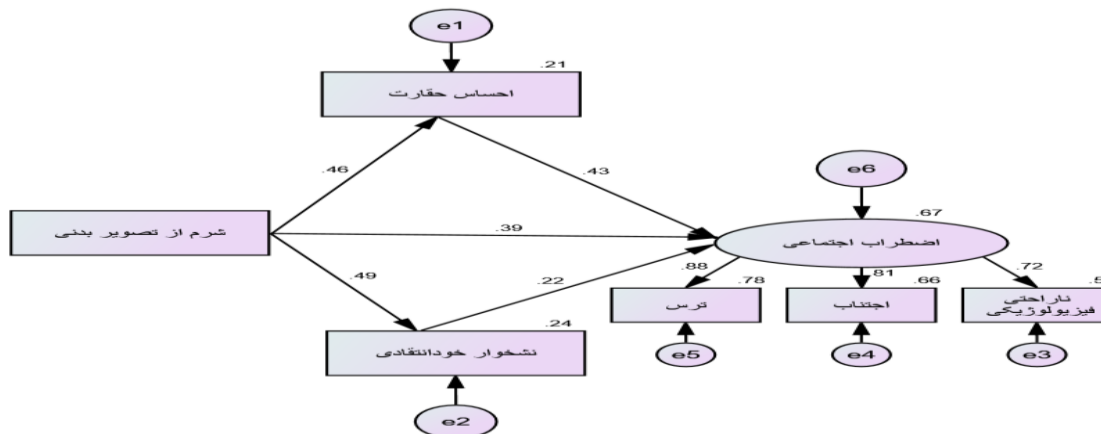 e1
.21
احساس حقارت
.46
.43
e6
.67
شرم از تصویر بدنی
.39
اضطراب اجتماعی
.49
.22
.88
.78
ترس
.81
.66
اجتناب
.72
.5
ناراحتی
فیزیولوژیکی
.24
نشخوار خودانتقادی
e5
e4
e3
e2